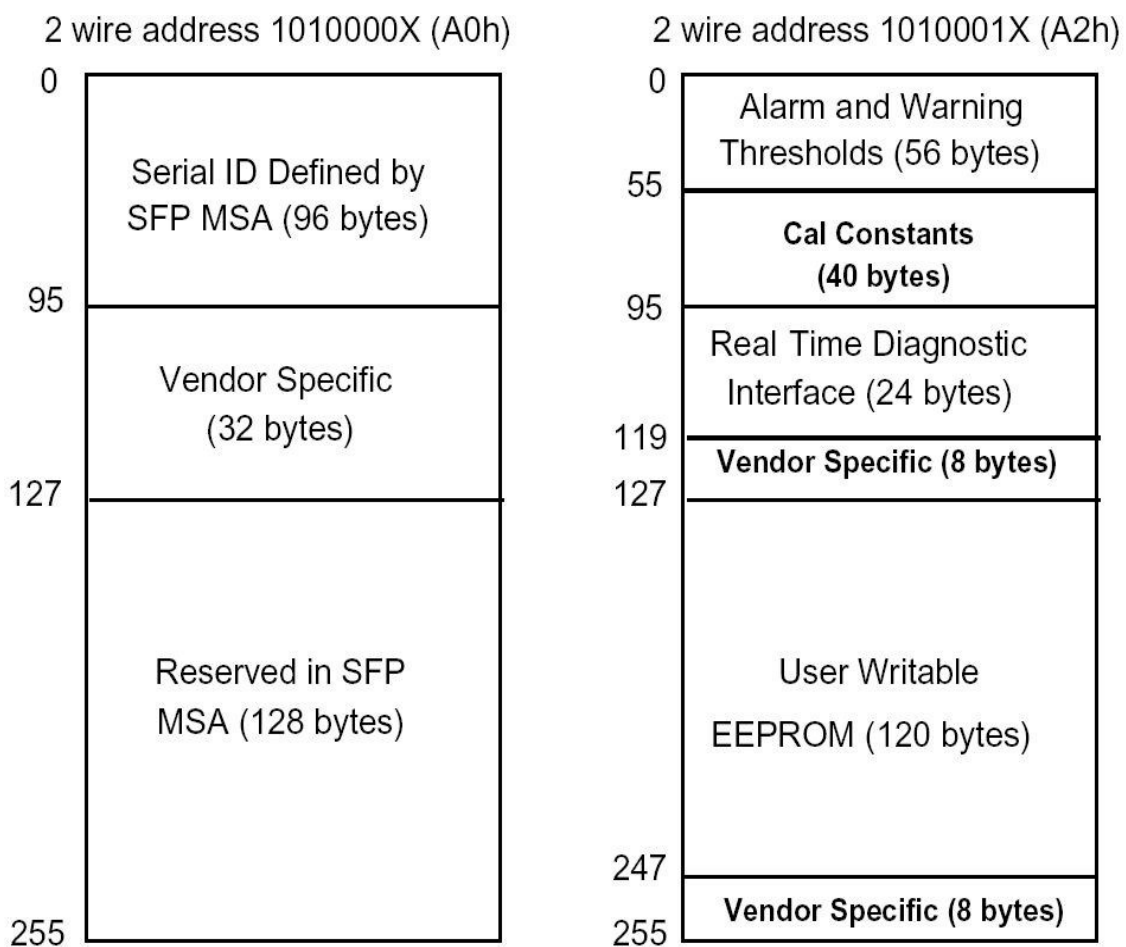 2 wire address 1010000X (A0h)
0
Serial ID Defined by
SFP MSA (96 bytes)
95
Vendor Specific
(32 bytes)
127
Reserved in SFP
MSA (128 bytes)
255
2 wire address 1010001X (A2h)
0
Alarm and Warning
Thresholds (56 bytes)
55
Cal Constants
(40 bytes)
95
Real Time Diagnostic
Interface (24 bytes)
119
Vendor Specific (8 bytes)
127
User Writable
EEPROM (120 bytes)
247
Vendor Specific (8 bytes)
255